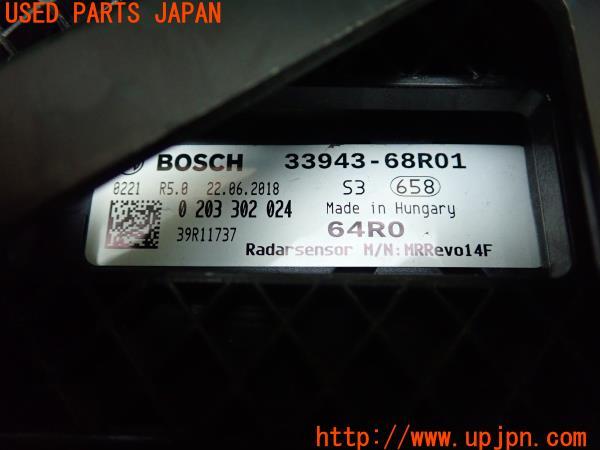 USED PARTS JAPAN
BOSCH 33943-68R01
0221 R5.0 22.06.2018 S3 658
0 203 302 024 Made in Hungary
39R11737 64R0
Radarsensor M/N:MRRevo14F
UPJ http://www.upjpn.com/